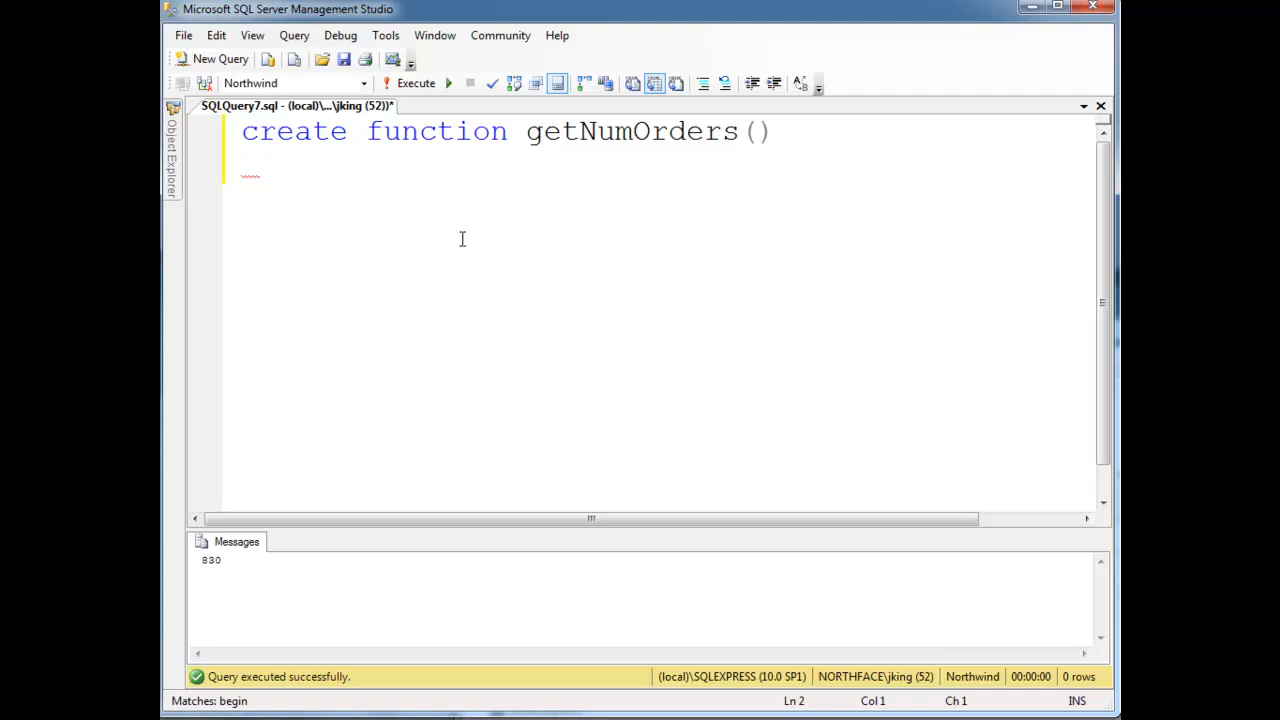 Microsoft SQL Server Management Studio
File Edit View Query Debug Tools Window Community Help
New Query
Northwind Execute
SQLQuery7.sql - (local)\...\jking (52))*
Object Explorer
create function getNumOrders()
Messages
830
Query executed successfully. (local)\SQLEXPRESS (10.0 SP1) NORTHFACE\jking (52) Northwind 00:00:00 0 rows
Matches: begin Ln 2 Col 1 Ch 1 INS